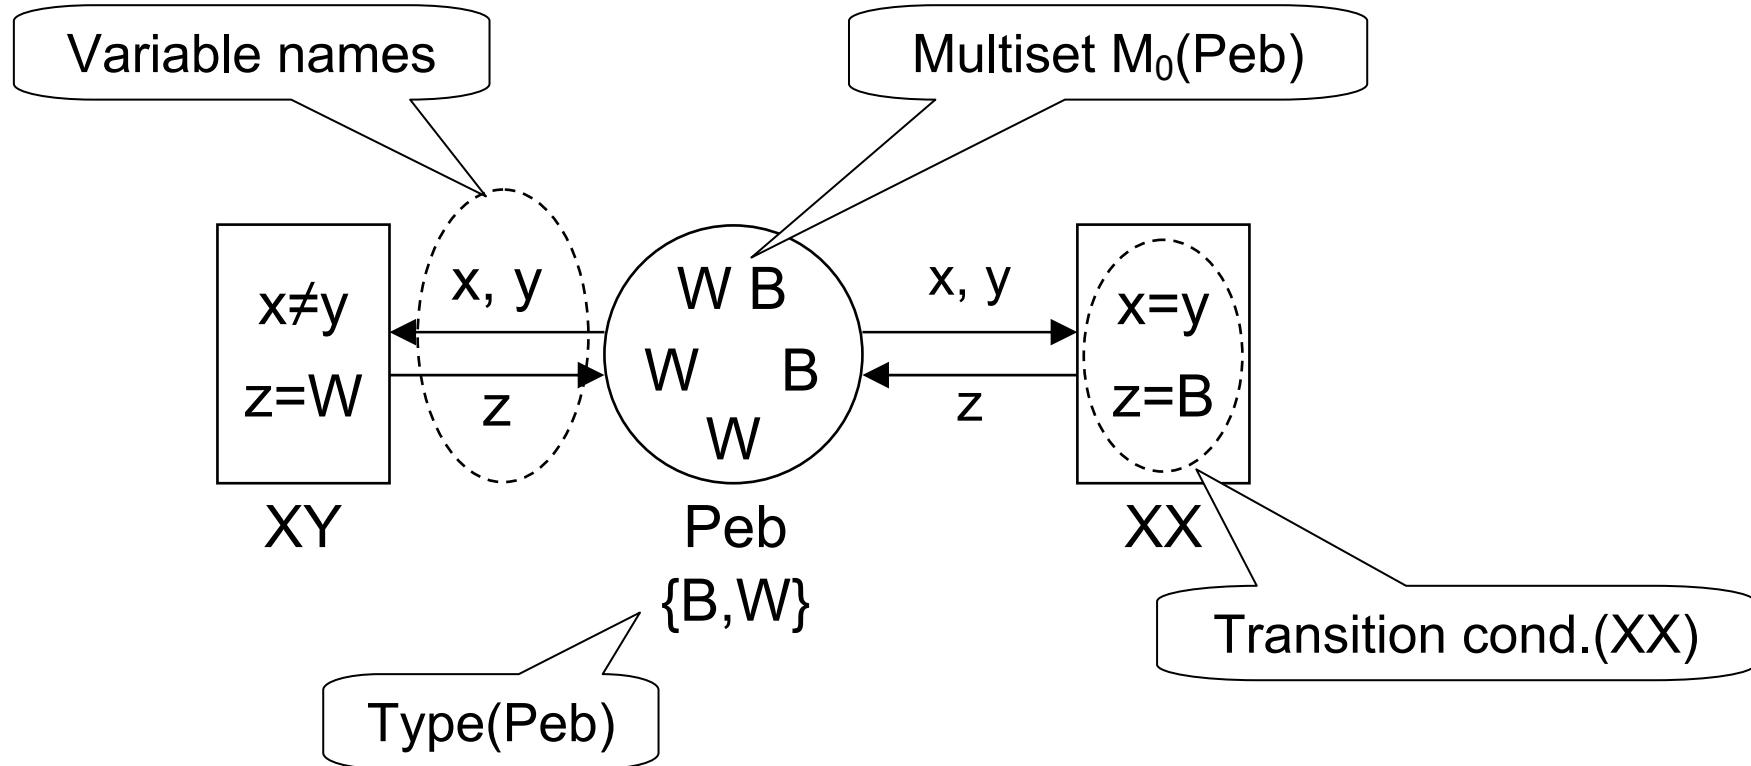 Variable names
Multiset M₀(Peb)
x≠y
z=W
x, y
z
W B
W B
W
x, y
z
x=y
z=B
XY
Peb
{B,W}
XX
Type(Peb)
Transition cond.(XX)